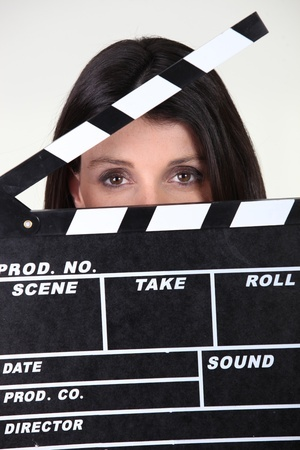 PROD. NO.
SCENE TAKE ROLL
DATE SOUND
PROD. CO.
DIRECTOR